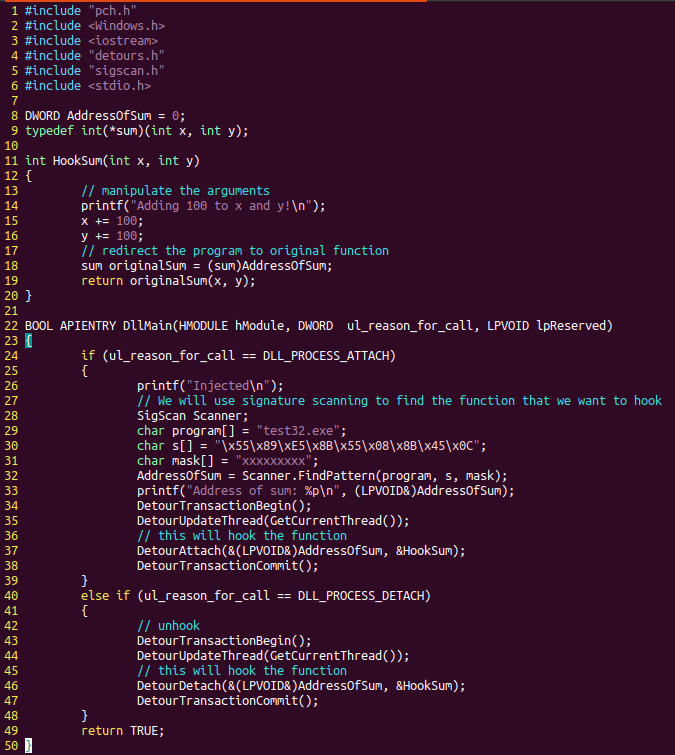 1 #include "pch.h"
2 #include <Windows.h>
3 #include <iostream>
4 #include "detours.h"
5 #include "sigscan.h"
6 #include <stdio.h>
7
8 DWORD AddressOfSum = 0;
9 typedef int(*sum)(int x, int y);
10
11 int HookSum(int x, int y)
12 {
13         // manipulate the arguments
14         printf("Adding 100 to x and y!\n");
15         x += 100;
16         y += 100;
17         // redirect the program to original function
18         sum originalSum = (sum)AddressOfSum;
19         return originalSum(x, y);
20 }
21
22 BOOL APIENTRY DllMain(HMODULE hModule, DWORD  ul_reason_for_call, LPVOID lpReserved)
23 {
24         if (ul_reason_for_call == DLL_PROCESS_ATTACH)
25         {
26                 printf("Injected\n");
27                 // We will use signature scanning to find the function that we want to hook
28                 SigScan Scanner;
29                 char program[] = "test32.exe";
30                 char s[] = "\x55\x89\xE5\x8B\x55\x08\x8B\x45\x0C";
31                 char mask[] = "xxxxxxxxx";
32                 AddressOfSum = Scanner.FindPattern(program, s, mask);
33                 printf("Address of sum: %p\n", (LPVOID&)AddressOfSum);
34                 DetourTransactionBegin();
35                 DetourUpdateThread(GetCurrentThread());
36                 // this will hook the function
37                 DetourAttach(&(LPVOID&)AddressOfSum, &HookSum);
38                 DetourTransactionCommit();
39         }
40         else if (ul_reason_for_call == DLL_PROCESS_DETACH)
41         {
42                 // unhook
43                 DetourTransactionBegin();
44                 DetourUpdateThread(GetCurrentThread());
45                 // this will hook the function
46                 DetourDetach(&(LPVOID&)AddressOfSum, &HookSum);
47                 DetourTransactionCommit();
48         }
49         return TRUE;
50 }